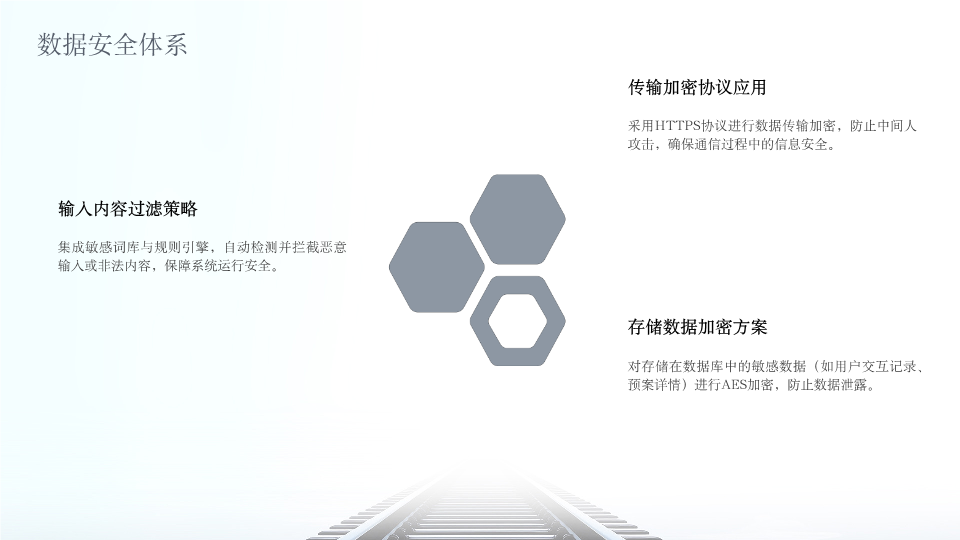 数据安全体系
传输加密协议应用
采用HTTPS协议进行数据传输加密，防止中间人
攻击，确保通信过程中的信息安全。
输入内容过滤策略
集成敏感词库与规则引擎，自动检测并拦截恶意
输入或非法内容，保障系统运行安全。
存储数据加密方案
对存储在数据库中的敏感数据（如用户交互记录、
预案详情）进行AES加密，防止数据泄露。